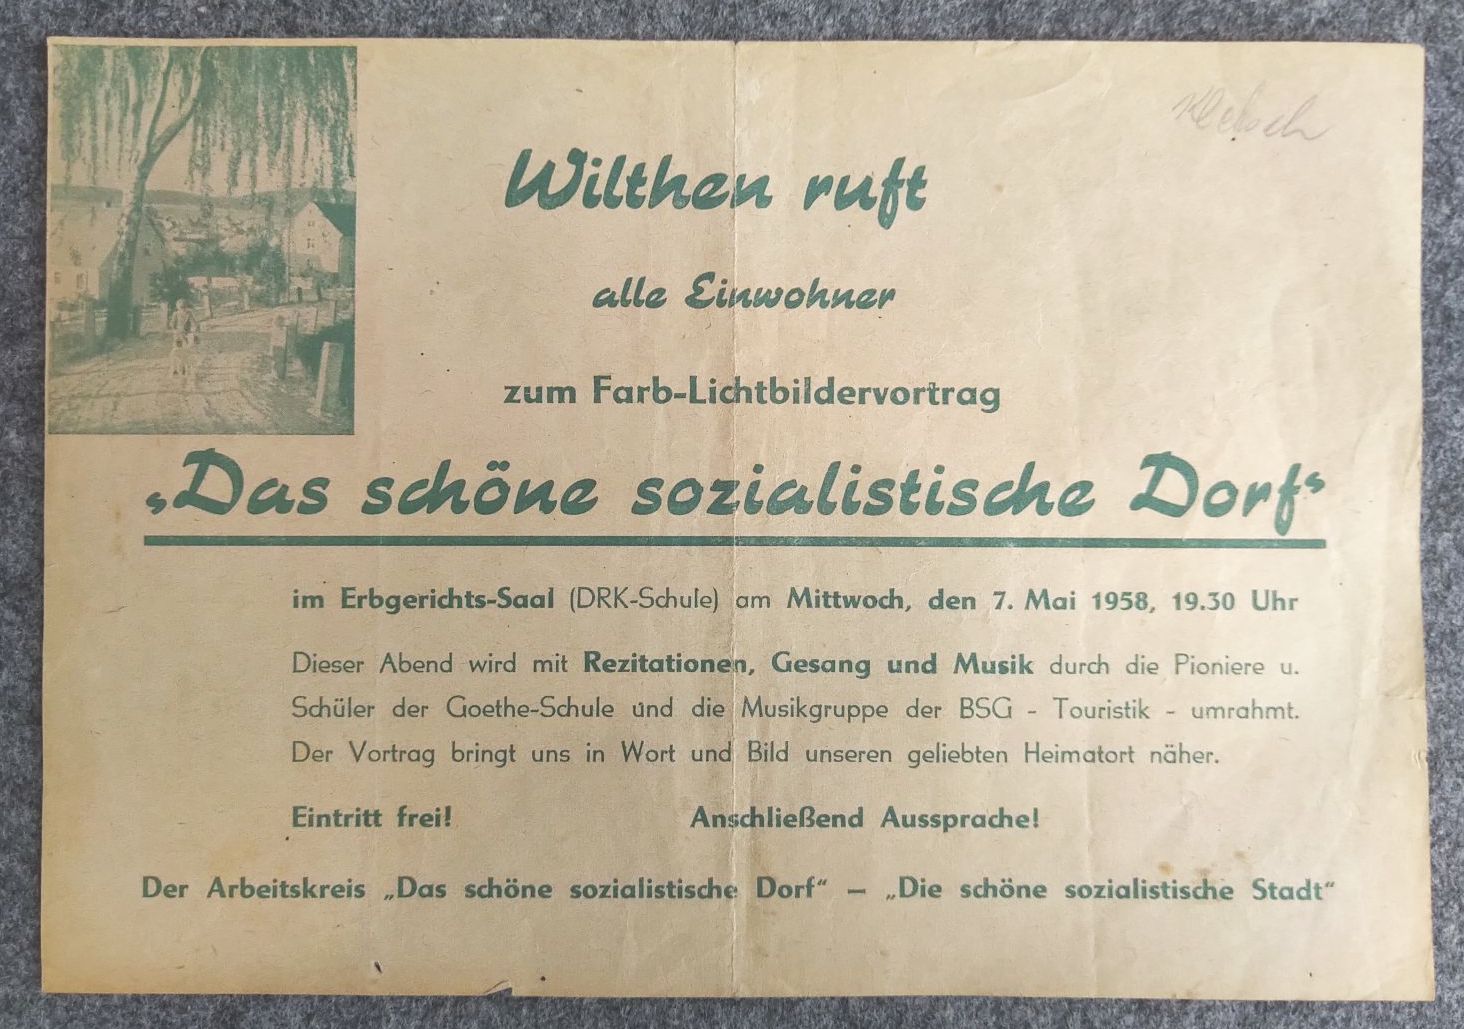 Wilthen ruft
alle Einwohner
zum Farb-Lichtbildervortrag
„Das schöne sozialistische Dorf“
im Erbgerichts-Saal (DRK-Schule) am Mittwoch, den 7. Mai 1958, 19.30 Uhr
Dieser Abend wird mit Rezitationen, Gesang und Musik durch die Pioniere u.
Schüler der Goethe-Schule und die Musikgruppe der BSG - Touristik - umrahmt.
Der Vortrag bringt uns in Wort und Bild unseren geliebten Heimatort näher.
Eintritt frei! Anschließend Aussprache!
Der Arbeitskreis „Das schöne sozialistische Dorf“ — „Die schöne sozialistische Stadt“